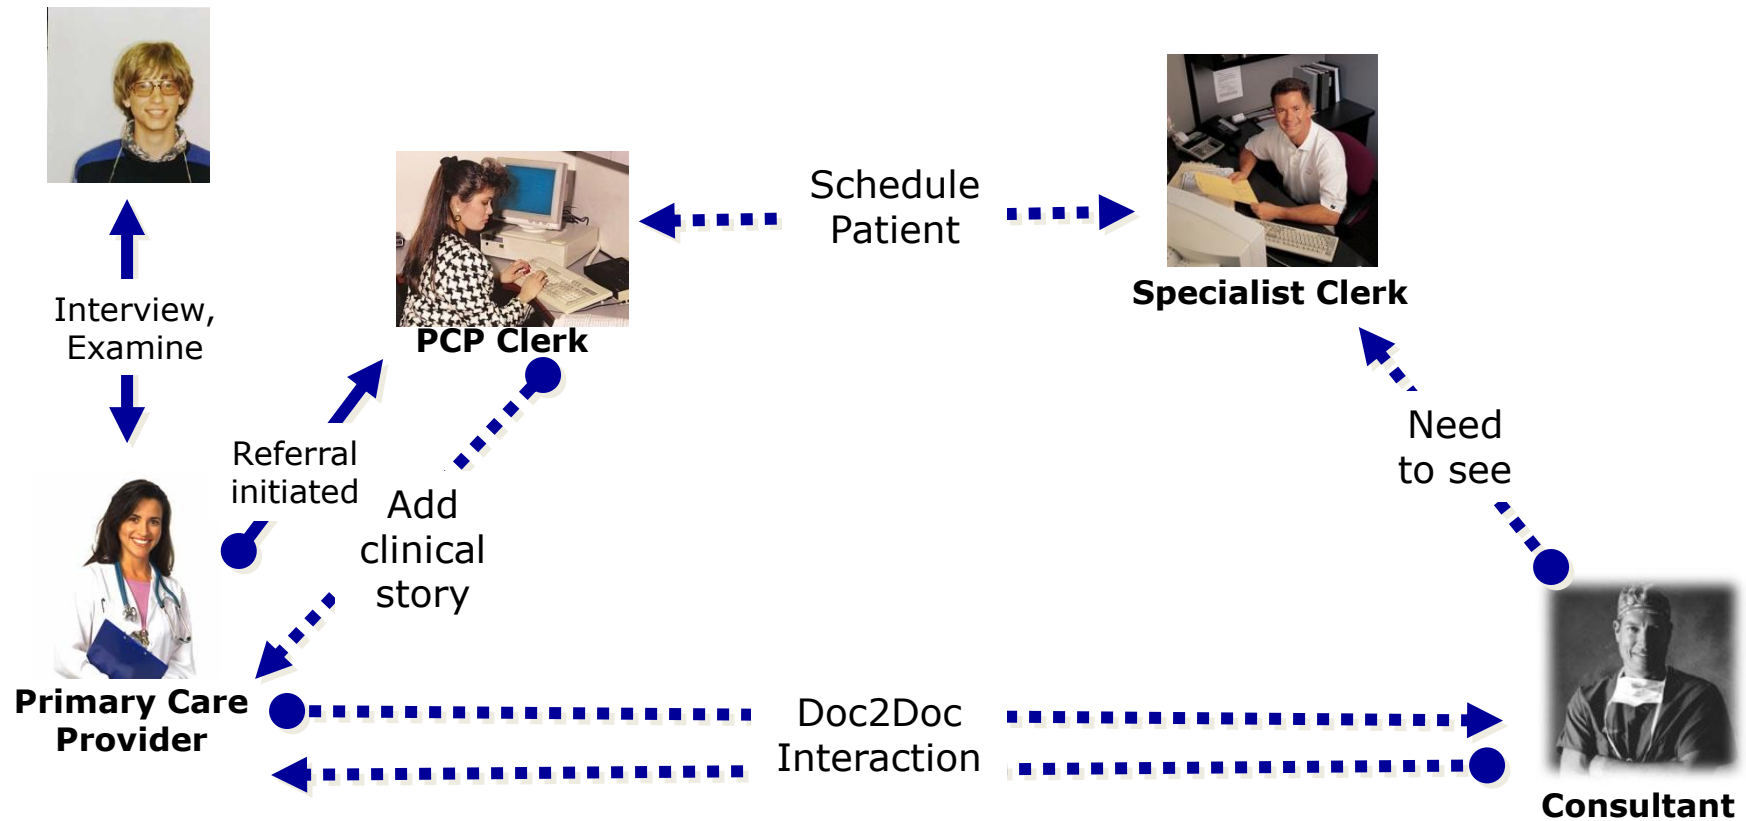 Schedule
Patient
Specialist Clerk
Interview,
Examine
PCP Clerk
Referral
initiated
Add
clinical
story
Need
to see
Primary Care
Provider
Doc2Doc
Interaction
Consultant